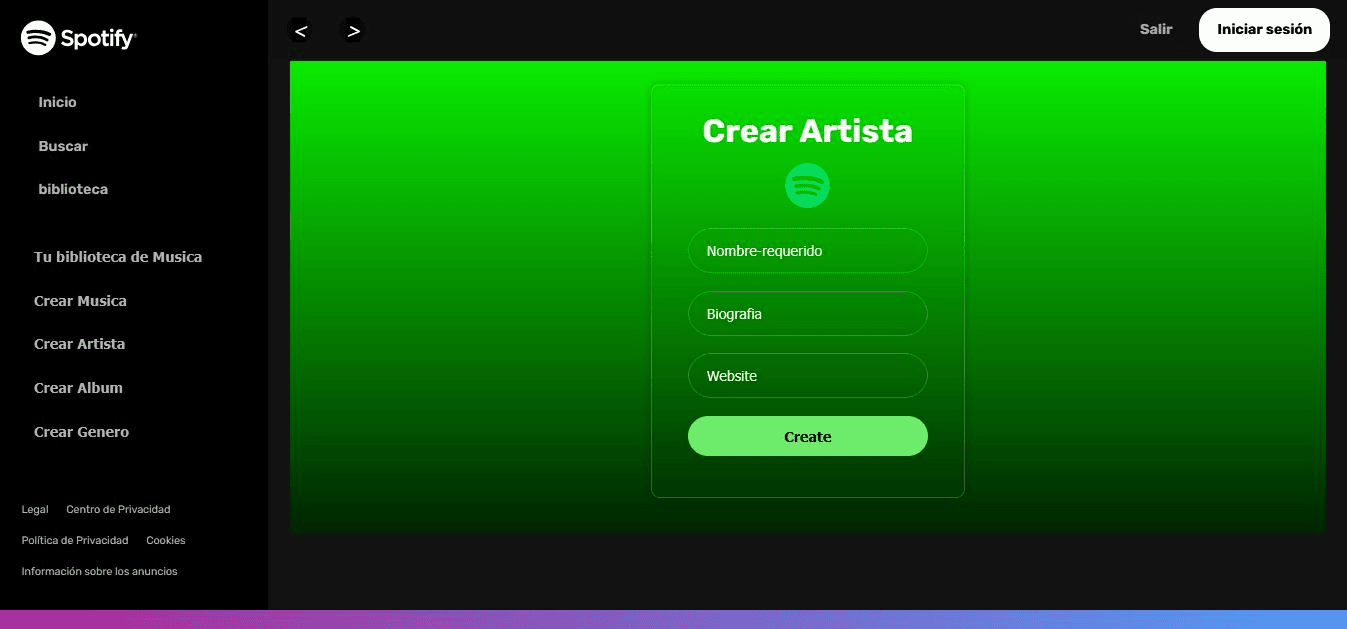 Spotify
Inicio
Buscar
biblioteca
Tu biblioteca de Musica
Crear Musica
Crear Artista
Crear Album
Crear Genero
Legal Centro de Privacidad
Política de Privacidad Cookies
Información sobre los anuncios
< >
Salir Iniciar sesión
Crear Artista
Nombre-requerido
Biografia
Website
Create